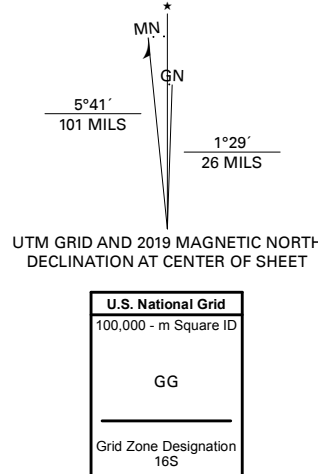 ★
MN
GN
5°41´
101 MILS
1°29´
26 MILS
UTM GRID AND 2019 MAGNETIC NORTH
DECLINATION AT CENTER OF SHEET
U.S. National Grid
100,000 - m Square ID
GG
Grid Zone Designation
16S